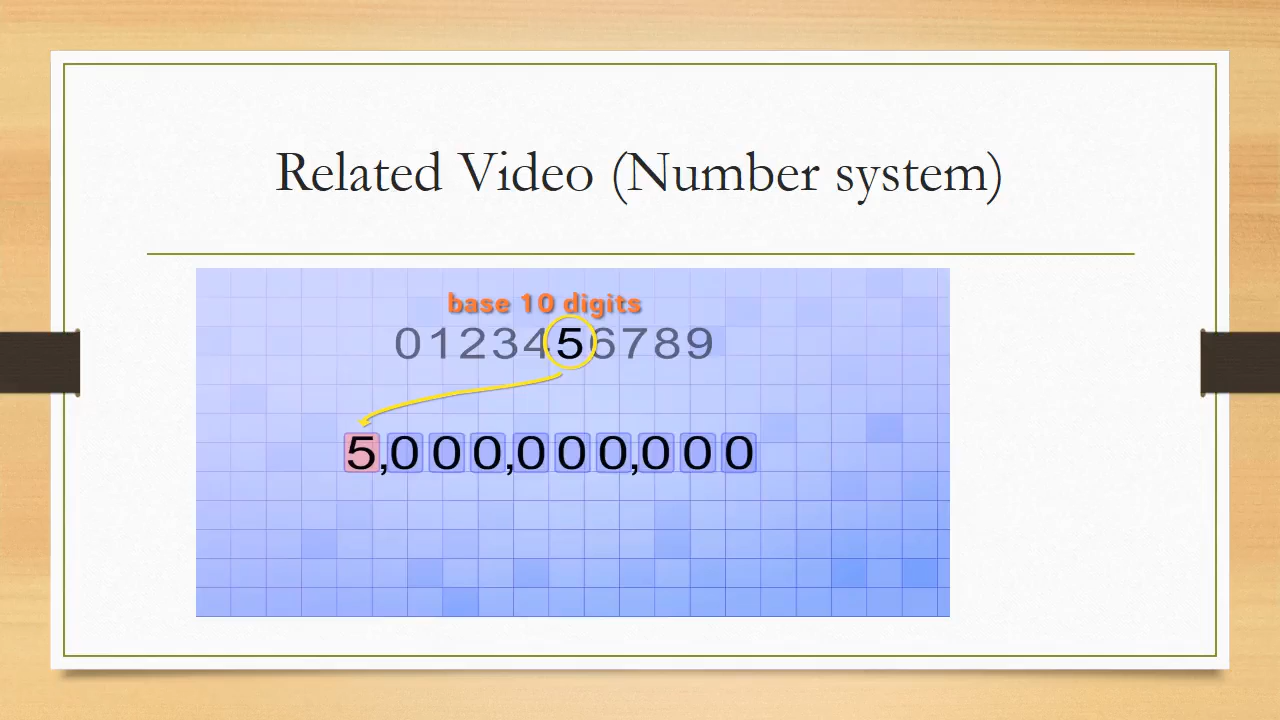 Related Video (Number system)
base 10 digits
0123456789
5,000,000,000